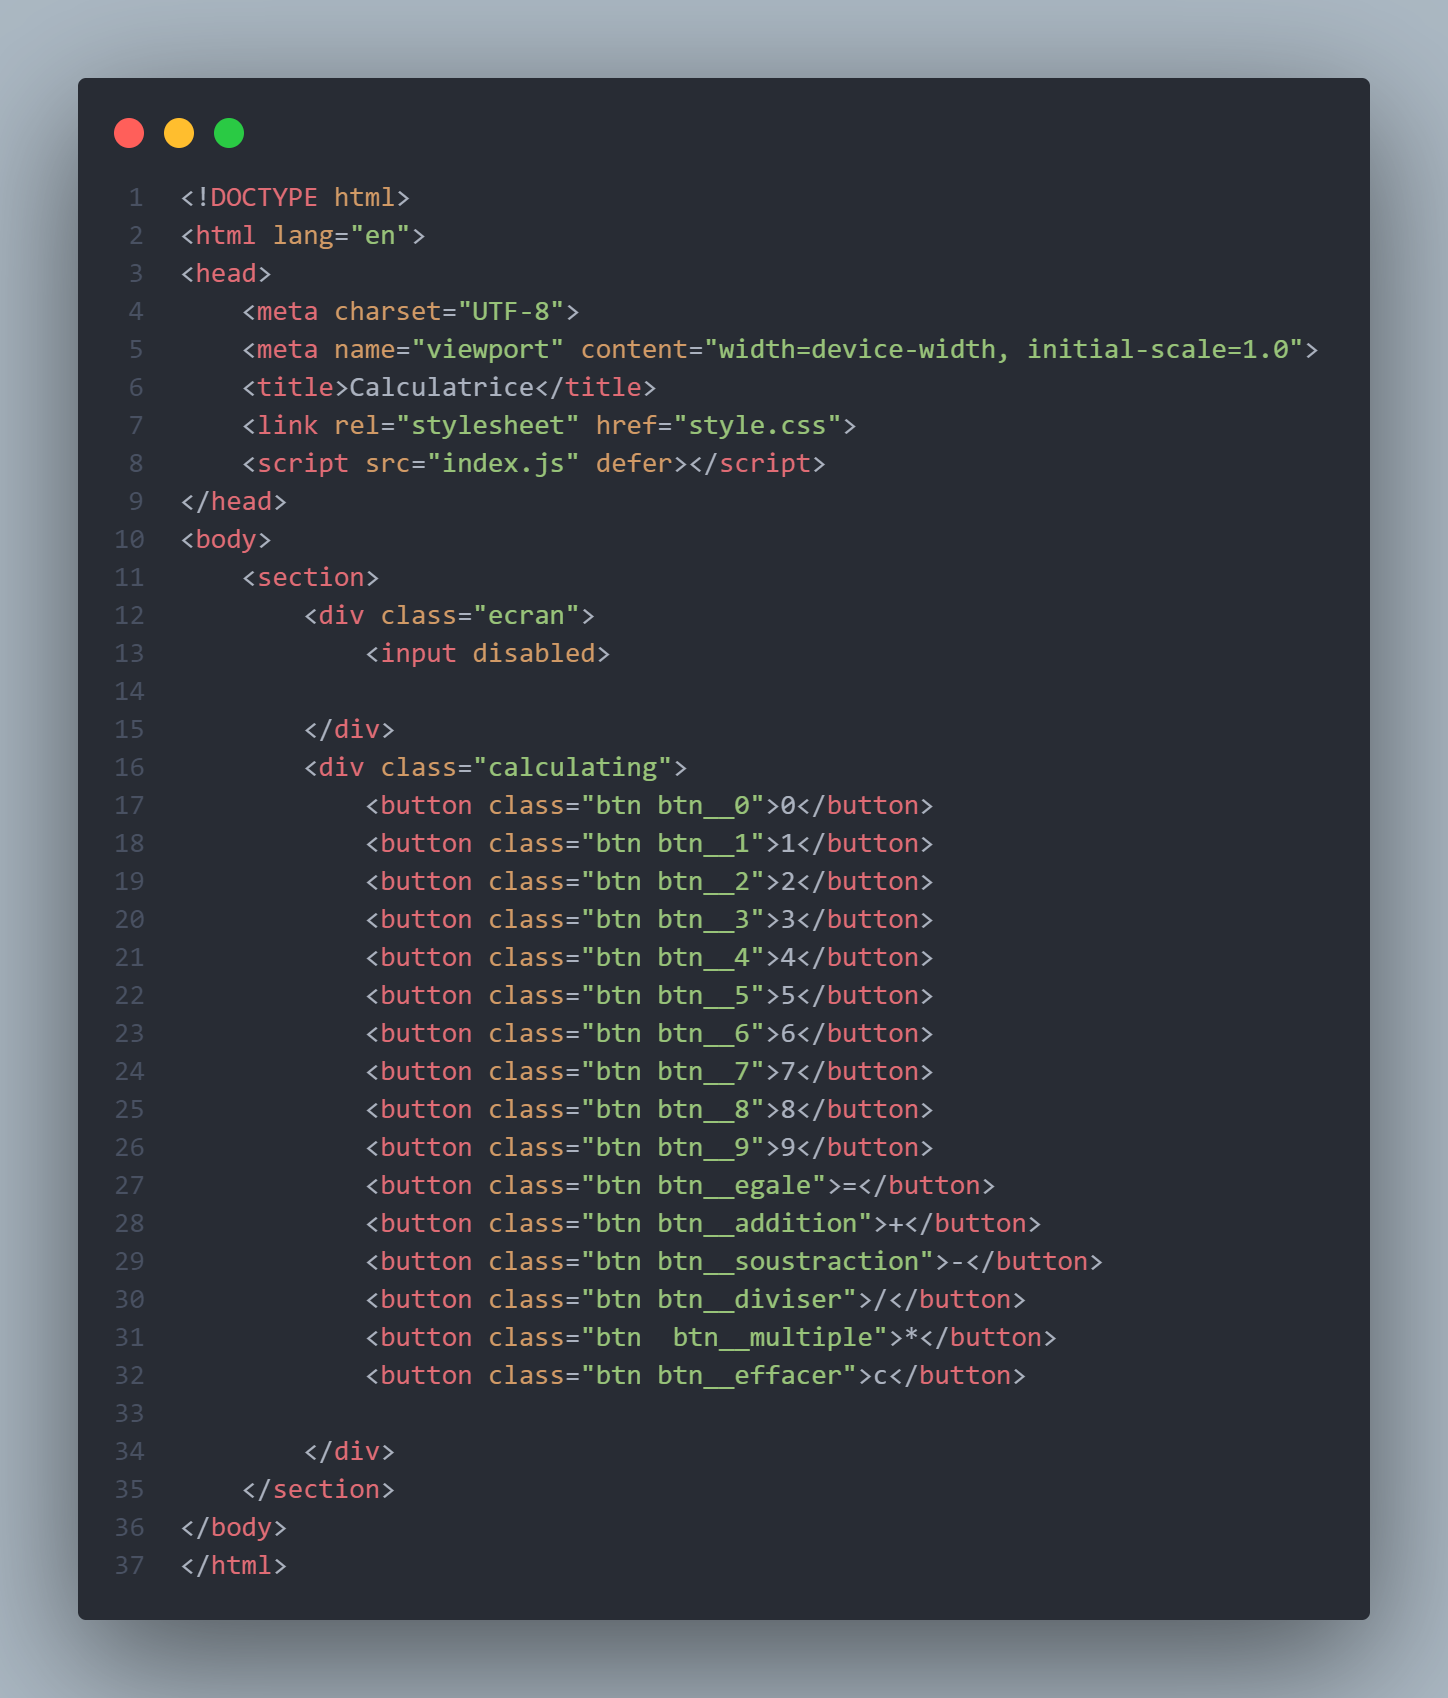 1 <!DOCTYPE html>
2 <html lang="en">
3 <head>
4     <meta charset="UTF-8">
5     <meta name="viewport" content="width=device-width, initial-scale=1.0">
6     <title>Calculatrice</title>
7     <link rel="stylesheet" href="style.css">
8     <script src="index.js" defer></script>
9 </head>
10 <body>
11     <section>
12         <div class="ecran">
13             <input disabled>
14
15         </div>
16         <div class="calculating">
17             <button class="btn btn__0">0</button>
18             <button class="btn btn__1">1</button>
19             <button class="btn btn__2">2</button>
20             <button class="btn btn__3">3</button>
21             <button class="btn btn__4">4</button>
22             <button class="btn btn__5">5</button>
23             <button class="btn btn__6">6</button>
24             <button class="btn btn__7">7</button>
25             <button class="btn btn__8">8</button>
26             <button class="btn btn__9">9</button>
27             <button class="btn btn__egale">=</button>
28             <button class="btn btn__addition">+</button>
29             <button class="btn btn__soustraction">-</button>
30             <button class="btn btn__diviser">/</button>
31             <button class="btn  btn__multiple">*</button>
32             <button class="btn btn__effacer">c</button>
33
34         </div>
35     </section>
36 </body>
37 </html>